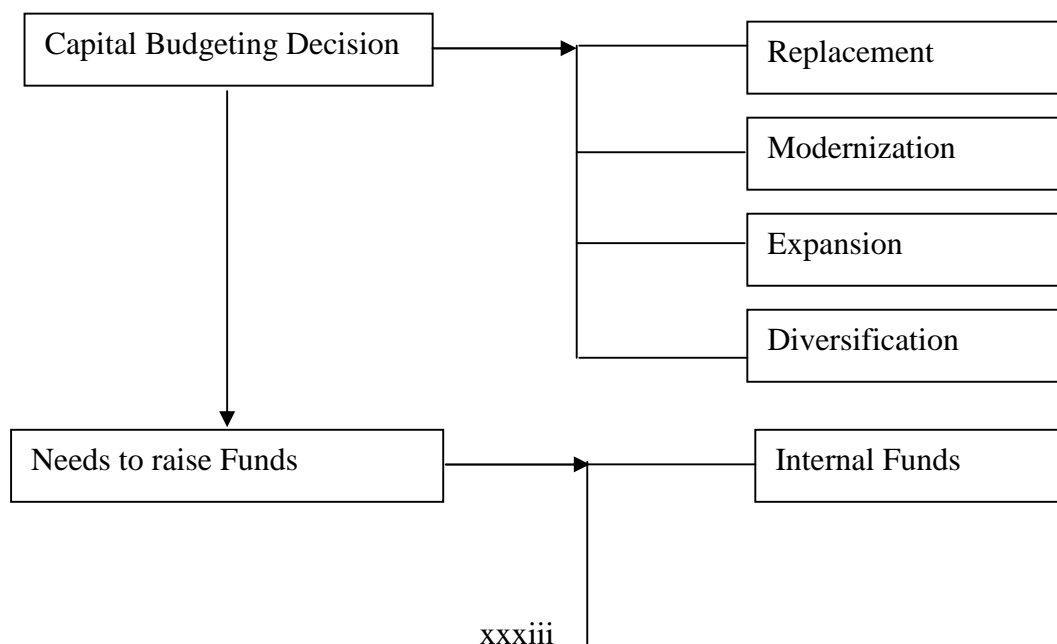 Capital Budgeting Decision
Replacement
Modernization
Expansion
Diversification
Needs to raise Funds
Internal Funds
xxxiii